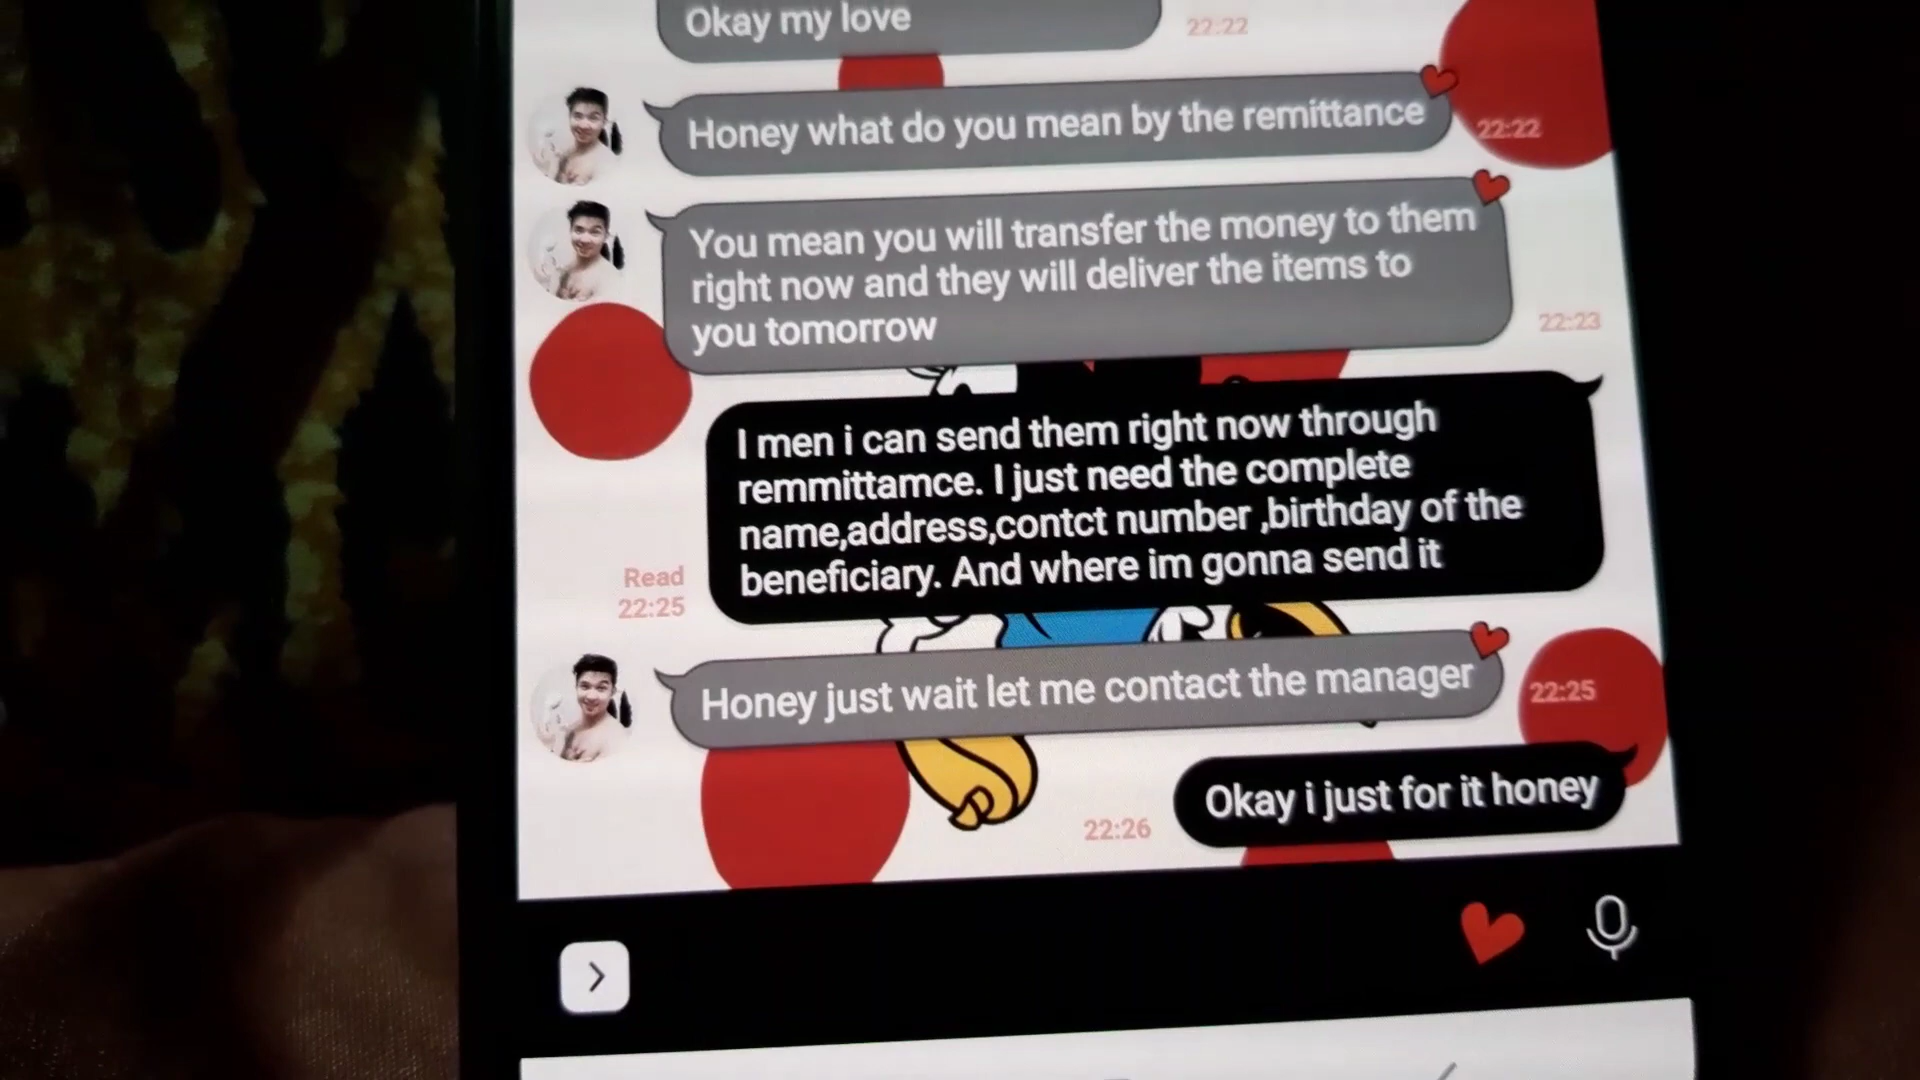 Okay my love
22:22
Honey what do you mean by the remittance
22:22
You mean you will transfer the money to them
right now and they will deliver the items to
you tomorrow
22:23
I men i can send them right now through
remmittamce. I just need the complete
name,address,contct number ,birthday of the
beneficiary. And where im gonna send it
Read
22:25
Honey just wait let me contact the manager
22:25
Okay i just for it honey
22:26